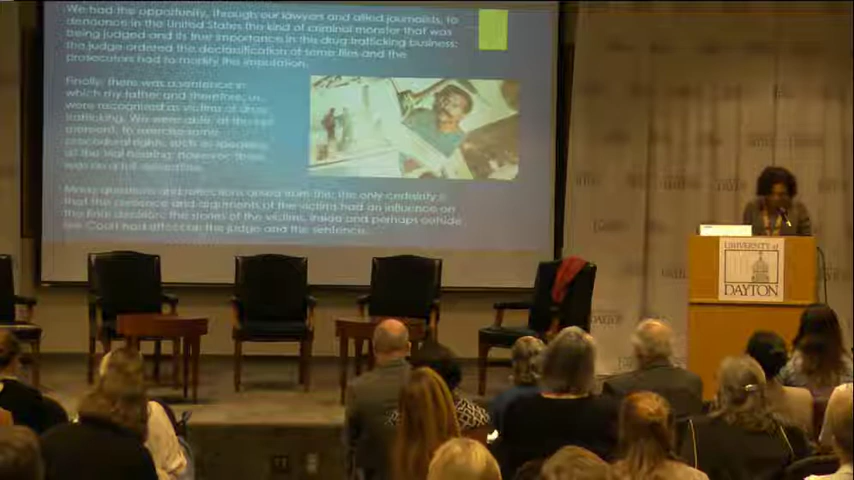 We had the opportunity, through our lawyers and allied journalists, to
denounce in the United States the kind of criminal monster that was
being judged and its true importance in the drug trafficking business;
the judge ordered the declassification of some files and the
prosecutors had to modify the imputation.
Finally, there was a sentence in
which my father and therefore, us,
were recognized as victims of drug
trafficking. We were able, at the
moment, to exercise some
procedural rights, such as speaking
at the trial hearing; however, there
was no
Many questions and reflections arised from this; the only certainty is
that the presence and arguments of the victims had an influence on
the final decision; the stories of the victims, inside and perhaps outside
the Court had affected the judge and the sentence.
UNIVERSITY of
DAYTON